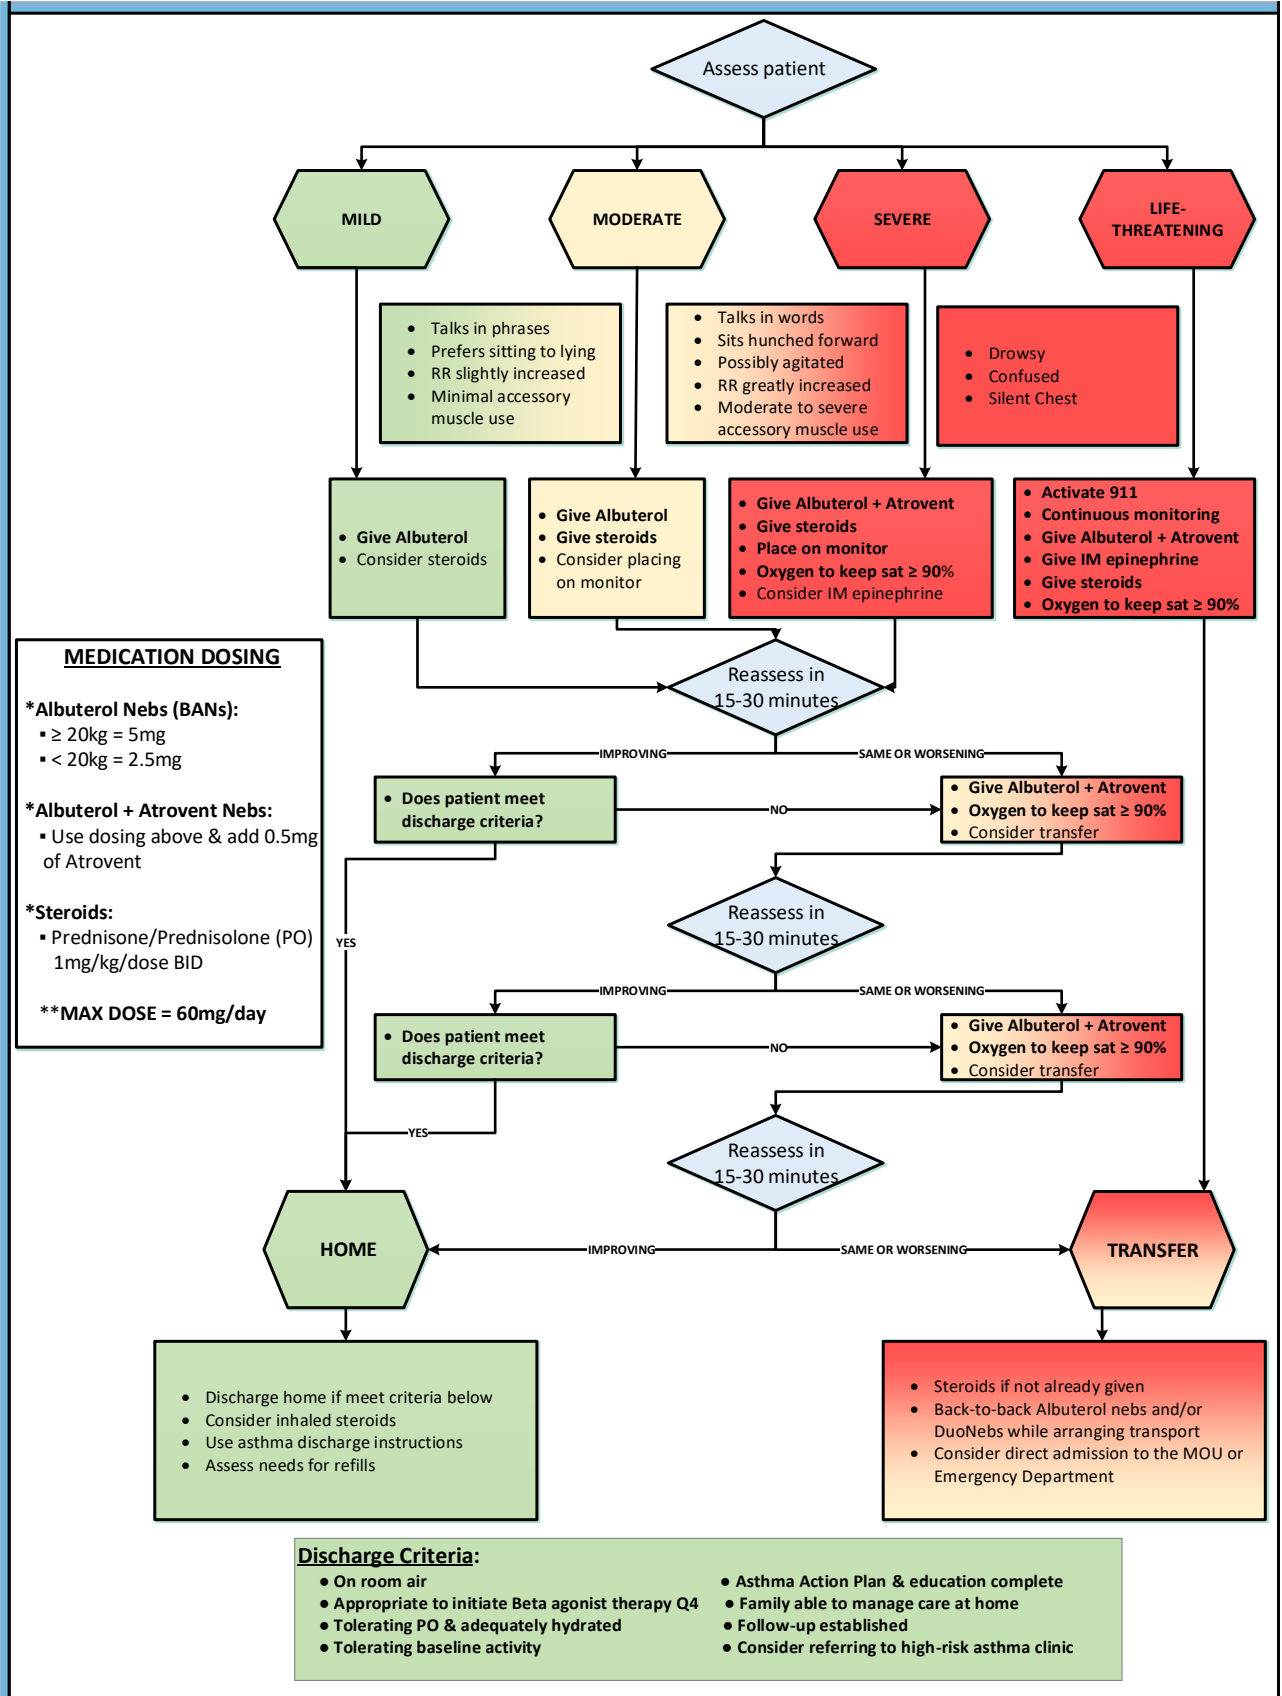 Assess patient
MILD
MODERATE
SEVERE
LIFE-
THREATENING
• Talks in phrases
• Prefers sitting to lying
• RR slightly increased
• Minimal accessory
muscle use
• Talks in words
• Sits hunched forward
• Possibly agitated
• RR greatly increased
• Moderate to severe
accessory muscle use
• Drowsy
• Confused
• Silent Chest
• Give Albuterol
• Consider steroids
• Give Albuterol
• Give steroids
• Consider placing
on monitor
• Give Albuterol + Atrovent
• Give steroids
• Place on monitor
• Oxygen to keep sat ≥ 90%
• Consider IM epinephrine
• Activate 911
• Continuous monitoring
• Give Albuterol + Atrovent
• Give IM epinephrine
• Give steroids
• Oxygen to keep sat ≥ 90%
MEDICATION DOSING
*Albuterol Nebs (BANs):
▪ ≥ 20kg = 5mg
▪ < 20kg = 2.5mg
*Albuterol + Atrovent Nebs:
▪ Use dosing above & add 0.5mg
of Atrovent
*Steroids:
▪ Prednisone/Prednisolone (PO)
1mg/kg/dose BID
**MAX DOSE = 60mg/day
Reassess in
15-30 minutes
IMPROVING
SAME OR WORSENING
• Does patient meet
discharge criteria?
NO
• Give Albuterol + Atrovent
• Oxygen to keep sat ≥ 90%
• Consider transfer
YES
Reassess in
15-30 minutes
IMPROVING
SAME OR WORSENING
• Does patient meet
discharge criteria?
NO
• Give Albuterol + Atrovent
• Oxygen to keep sat ≥ 90%
• Consider transfer
YES
Reassess in
15-30 minutes
HOME
IMPROVING
SAME OR WORSENING
TRANSFER
• Discharge home if meet criteria below
• Consider inhaled steroids
• Use asthma discharge instructions
• Assess needs for refills
• Steroids if not already given
• Back-to-back Albuterol nebs and/or
DuoNebs while arranging transport
• Consider direct admission to the MOU or
Emergency Department
Discharge Criteria:
● On room air
● Appropriate to initiate Beta agonist therapy Q4
● Tolerating PO & adequately hydrated
● Tolerating baseline activity
● Asthma Action Plan & education complete
● Family able to manage care at home
● Follow-up established
● Consider referring to high-risk asthma clinic